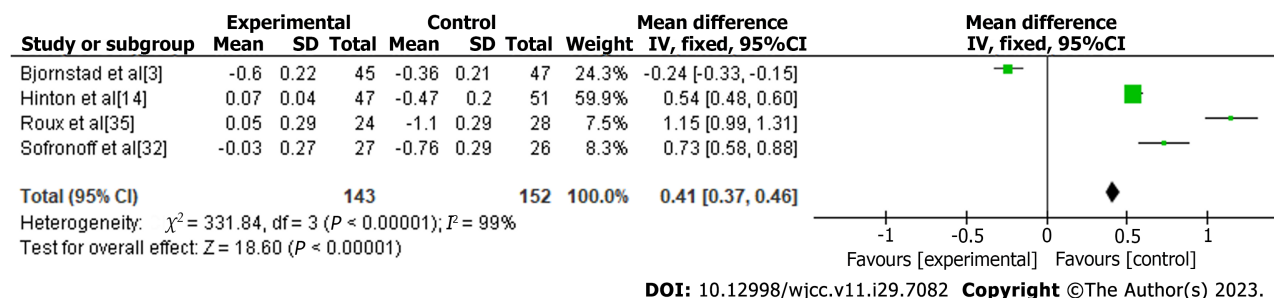 Experimental Control Mean difference Mean difference
Study or subgroup Mean SD Total Mean SD Total Weight IV, fixed, 95%CI IV, fixed, 95%CI
Bjornstad et al[3] -0.6 0.22 45 -0.36 0.21 47 24.3% -0.24 [-0.33, -0.15]
Hinton et al[14] 0.07 0.04 47 -0.47 0.2 51 59.9% 0.54 [0.48, 0.60]
Roux et al[35] 0.05 0.29 24 -1.1 0.29 28 7.5% 1.15 [0.99, 1.31]
Sofronoff et al[32] -0.03 0.27 27 -0.76 0.29 26 8.3% 0.73 [0.58, 0.88]
Total (95% CI) 143 152 100.0% 0.41 [0.37, 0.46]
Heterogeneity: χ² = 331.84, df = 3 (P < 0.00001); I² = 99%
Test for overall effect: Z = 18.60 (P < 0.00001)
-1 -0.5 0 0.5 1
Favours [experimental] Favours [control]
DOI: 10.12998/wjcc.v11.i29.7082 Copyright ©The Author(s) 2023.